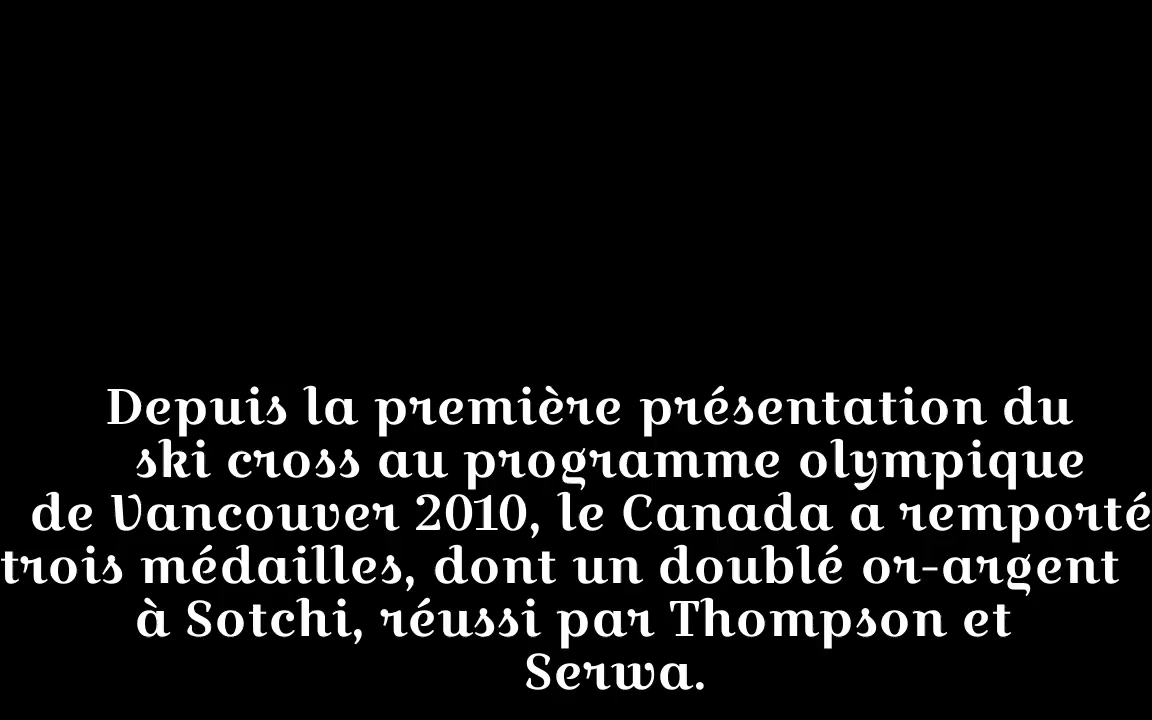 Depuis la première présentation du
ski cross au programme olympique
de Vancouver 2010, le Canada a remporté
trois médailles, dont un doublé or-argent
à Sotchi, réussi par Thompson et
Serwa.